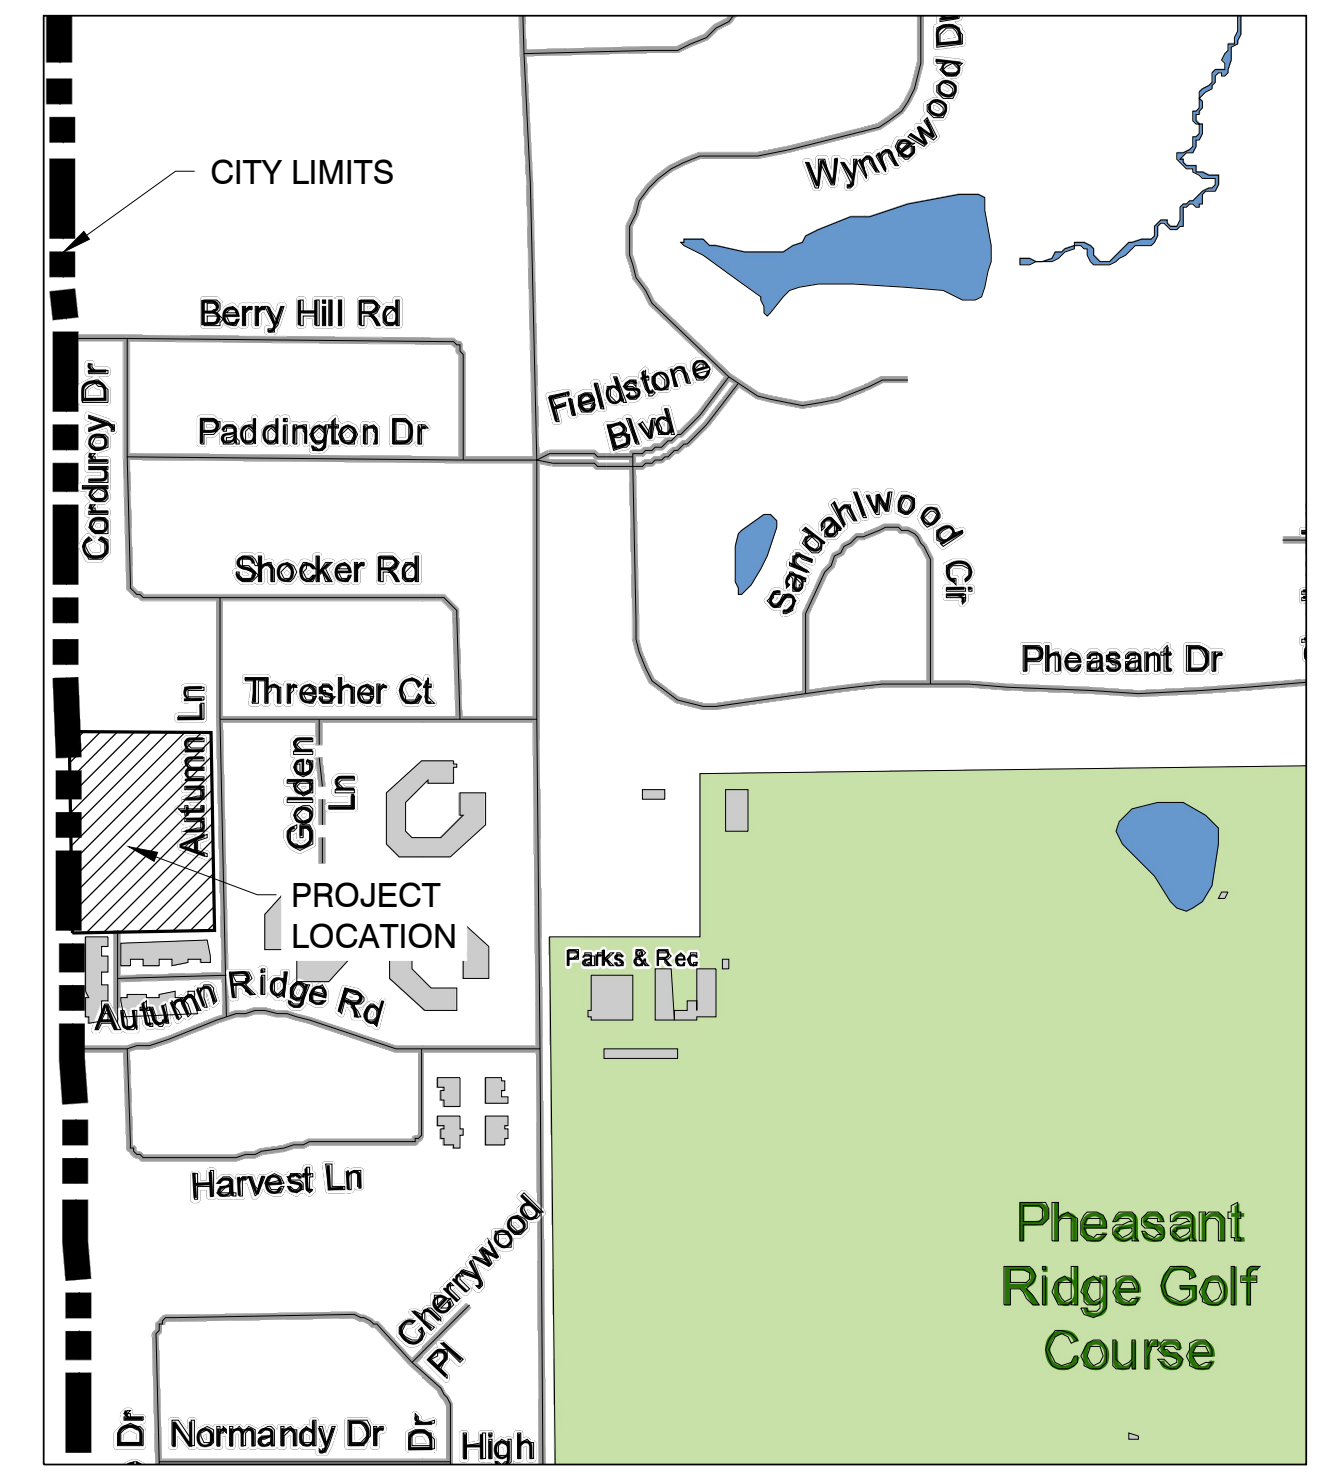 Wynnewood
CITY LIMITS
Berry Hill Rd
Corduroy Dr
Fieldstone
Blvd
Paddington Dr
Sandahlwood Cir
Shocker Rd
Pheasant Dr
Thresher Ct
Autumn Ln
Golden
Ln
PROJECT
LOCATION
Parks & Rec
Autumn Ridge Rd
Harvest Ln
Cherrywood
Pl
Pheasant
Ridge Golf
Course
Dr
Normandy Dr
Dr
High